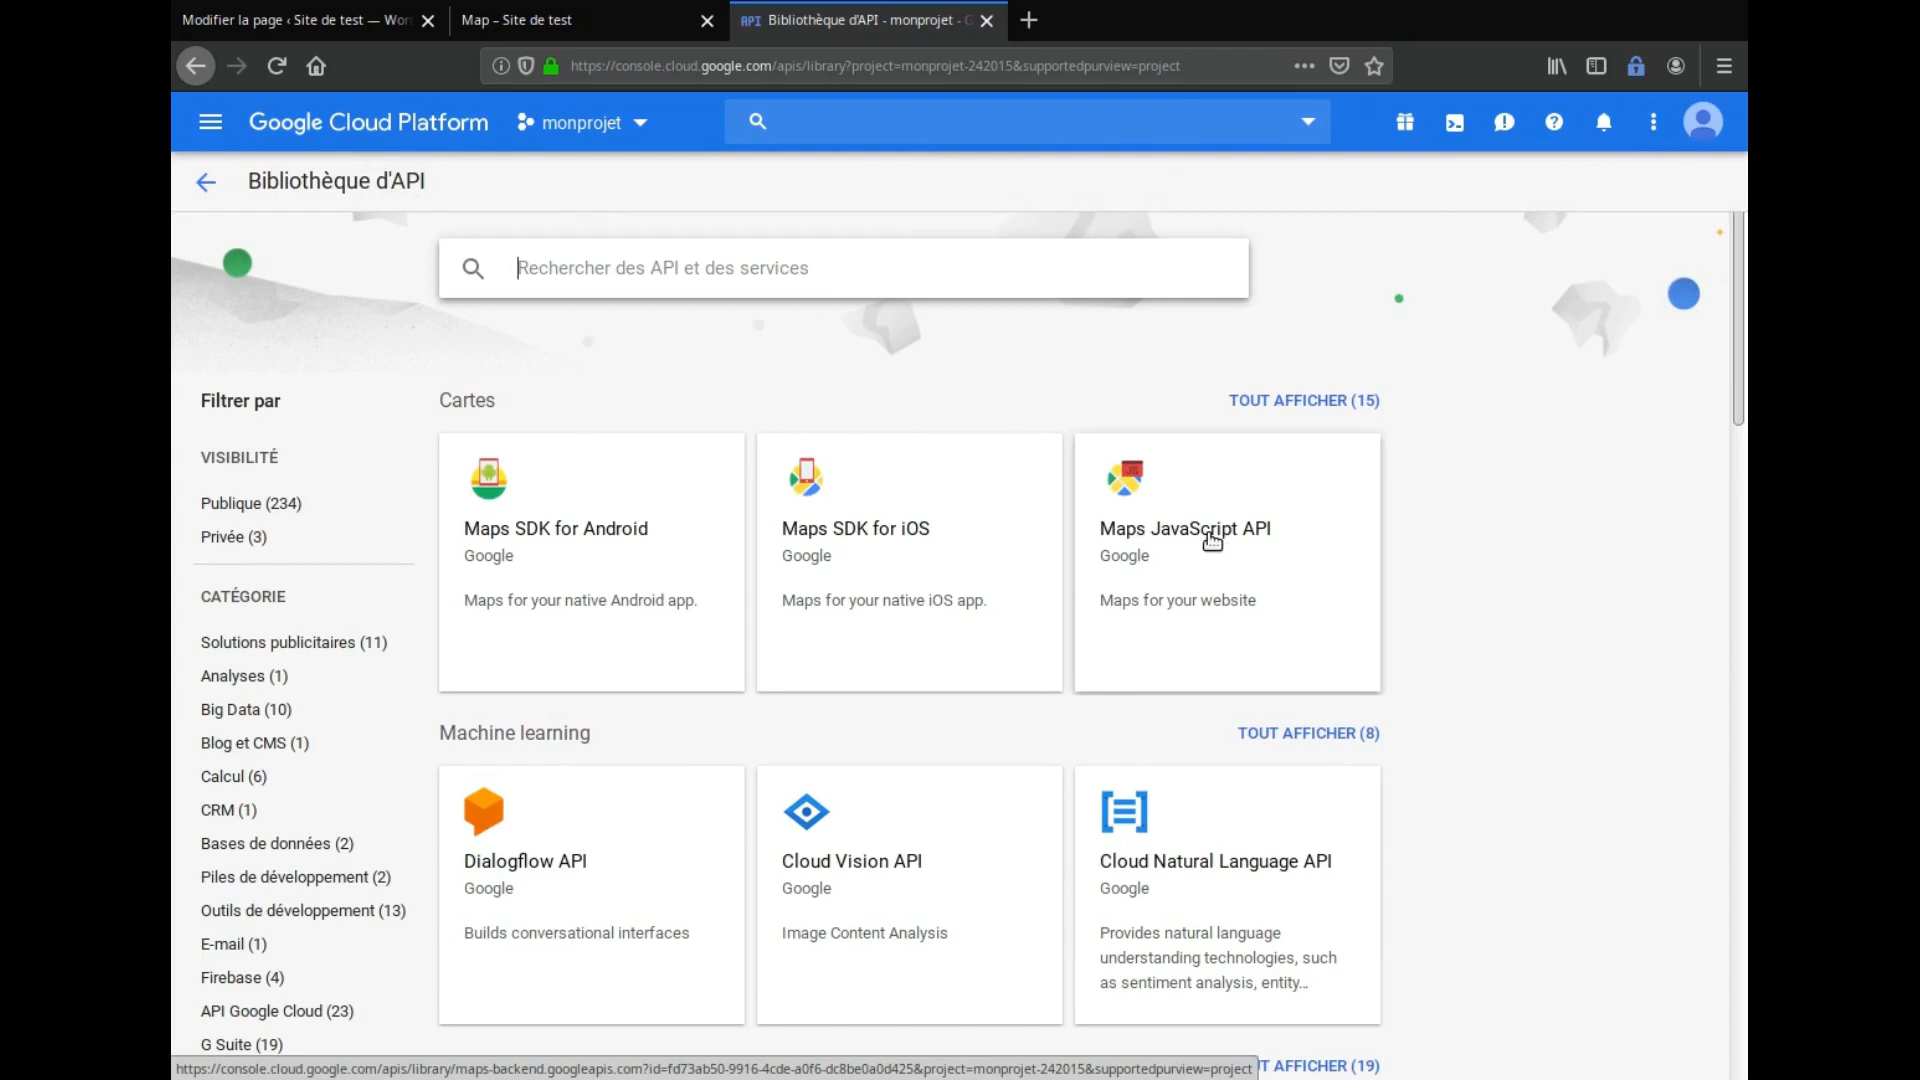 Modifier la page ‹ Site de test — Wor
Map – Site de test
API Bibliothèque d'API - monprojet - G
https://console.cloud.google.com/apis/library?project=monprojet-242015&supportedpurview=project
Google Cloud Platform
monprojet
Bibliothèque d'API
Rechercher des API et des services
Filtrer par
VISIBILITÉ
Publique (234)
Privée (3)
CATÉGORIE
Solutions publicitaires (11)
Analyses (1)
Big Data (10)
Blog et CMS (1)
Calcul (6)
CRM (1)
Bases de données (2)
Piles de développement (2)
Outils de développement (13)
E-mail (1)
Firebase (4)
API Google Cloud (23)
G Suite (19)
Cartes
TOUT AFFICHER (15)
Maps SDK for Android
Google
Maps for your native Android app.
Maps SDK for iOS
Google
Maps for your native iOS app.
JS
Maps JavaScript API
Google
Maps for your website
Machine learning
TOUT AFFICHER (8)
Dialogflow API
Google
Builds conversational interfaces
Cloud Vision API
Google
Image Content Analysis
Cloud Natural Language API
Google
Provides natural language
understanding technologies, such
as sentiment analysis, entity...
UT AFFICHER (19)
https://console.cloud.google.com/apis/library/maps-backend.googleapis.com?id=fd73ab50-9916-4cde-a0f6-dc8be0a0d425&project=monprojet-242015&supportedpurview=project